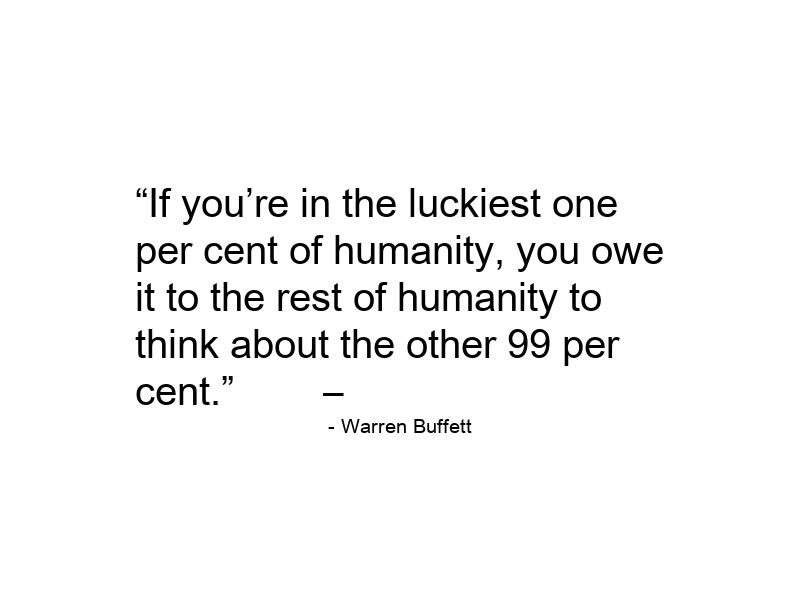 “If you’re in the luckiest one
per cent of humanity, you owe
it to the rest of humanity to
think about the other 99 per
cent.” –
- Warren Buffett